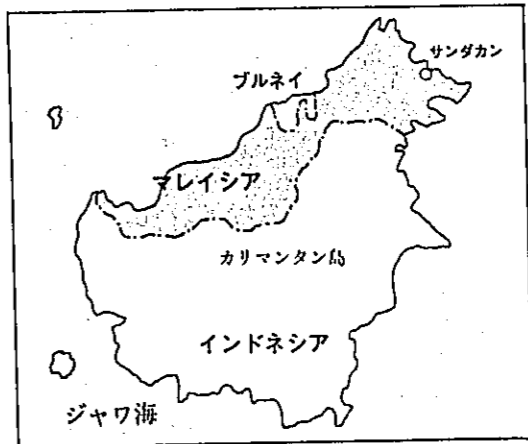 サンダカン
ブルネイ
マレイシア
カリマンタン島
インドネシア
ジャワ海